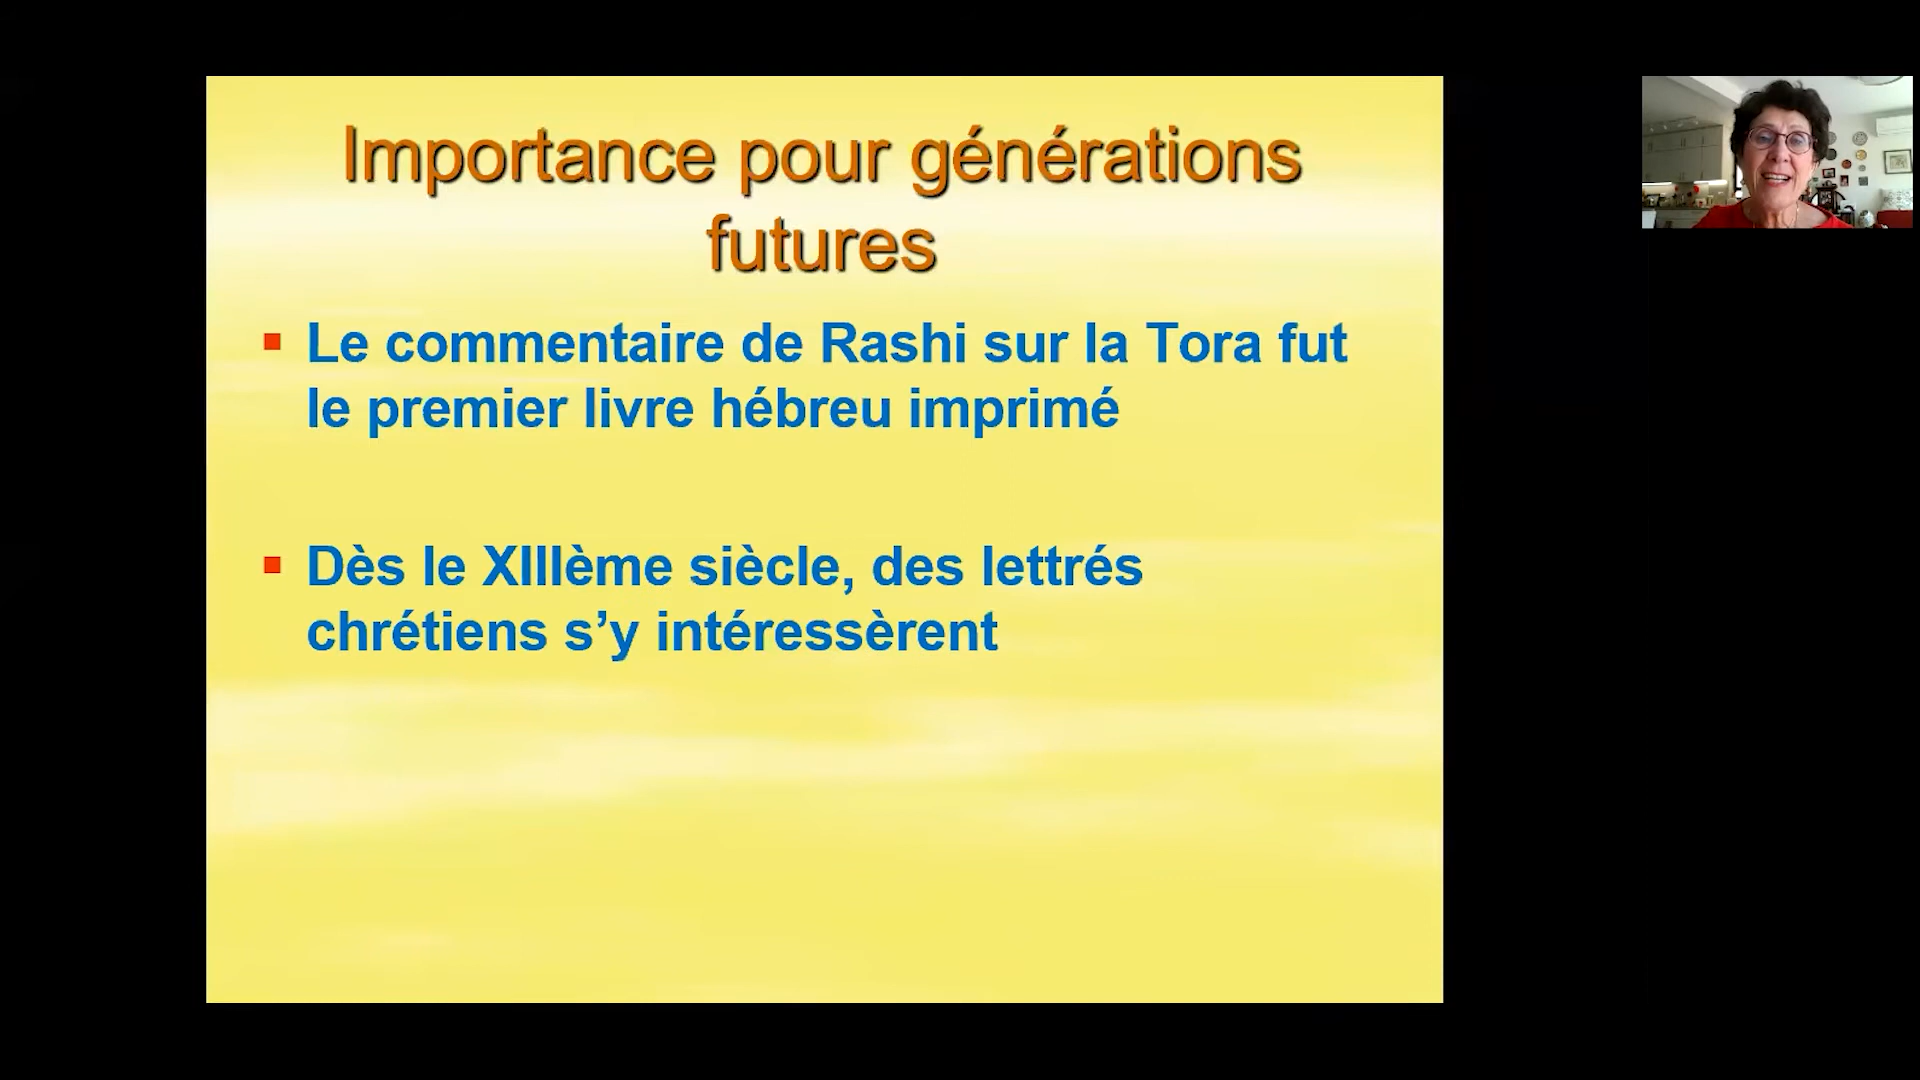 Importance pour générations
futures
Le commentaire de Rashi sur la Tora fut
le premier livre hébreu imprimé
Dès le XIIIème siècle, des lettrés
chrétiens s’y intéressèrent